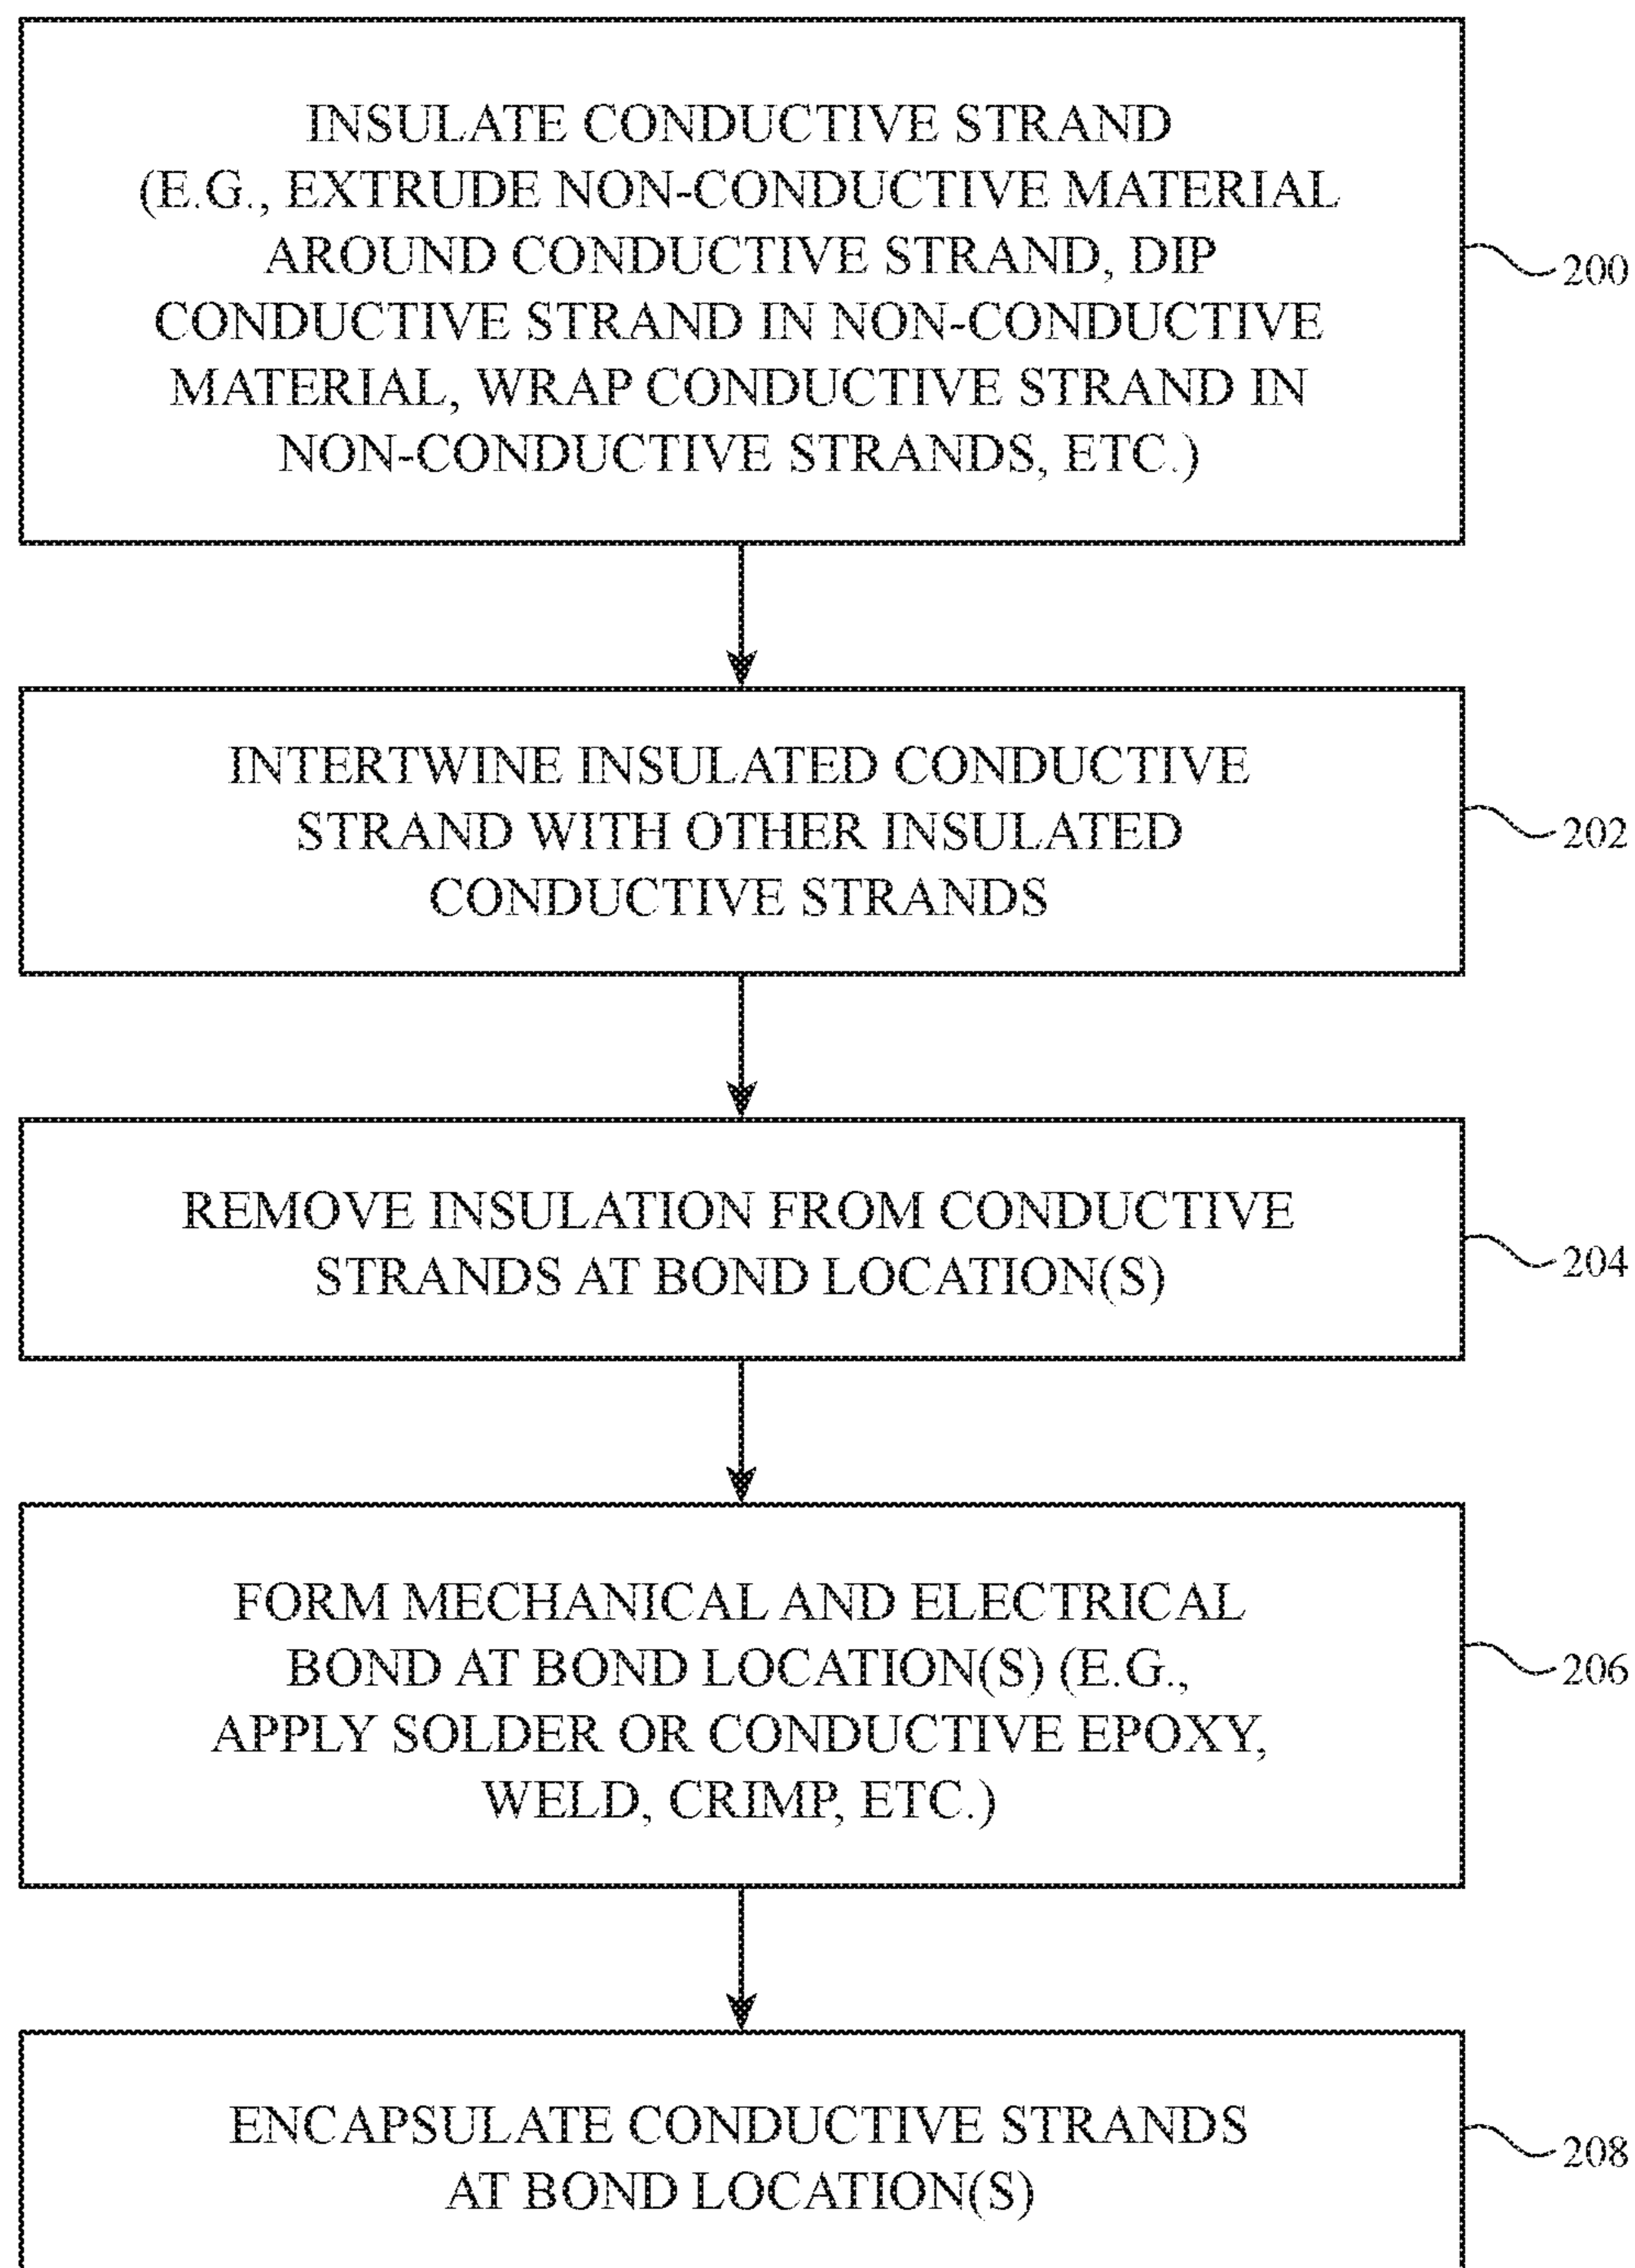 INSULATE CONDUCTIVE STRAND
(E.G., EXTRUDE NON-CONDUCTIVE MATERIAL
AROUND CONDUCTIVE STRAND, DIP
CONDUCTIVE STRAND IN NON-CONDUCTIVE
MATERIAL, WRAP CONDUCTIVE STRAND IN
NON-CONDUCTIVE STRANDS, ETC.)
200
INTERTWINE INSULATED CONDUCTIVE
STRAND WITH OTHER INSULATED
CONDUCTIVE STRANDS
202
REMOVE INSULATION FROM CONDUCTIVE
STRANDS AT BOND LOCATION(S)
204
FORM MECHANICAL AND ELECTRICAL
BOND AT BOND LOCATION(S) (E.G.,
APPLY SOLDER OR CONDUCTIVE EPOXY,
WELD, CRIMP, ETC.)
206
ENCAPSULATE CONDUCTIVE STRANDS
AT BOND LOCATION(S)
208